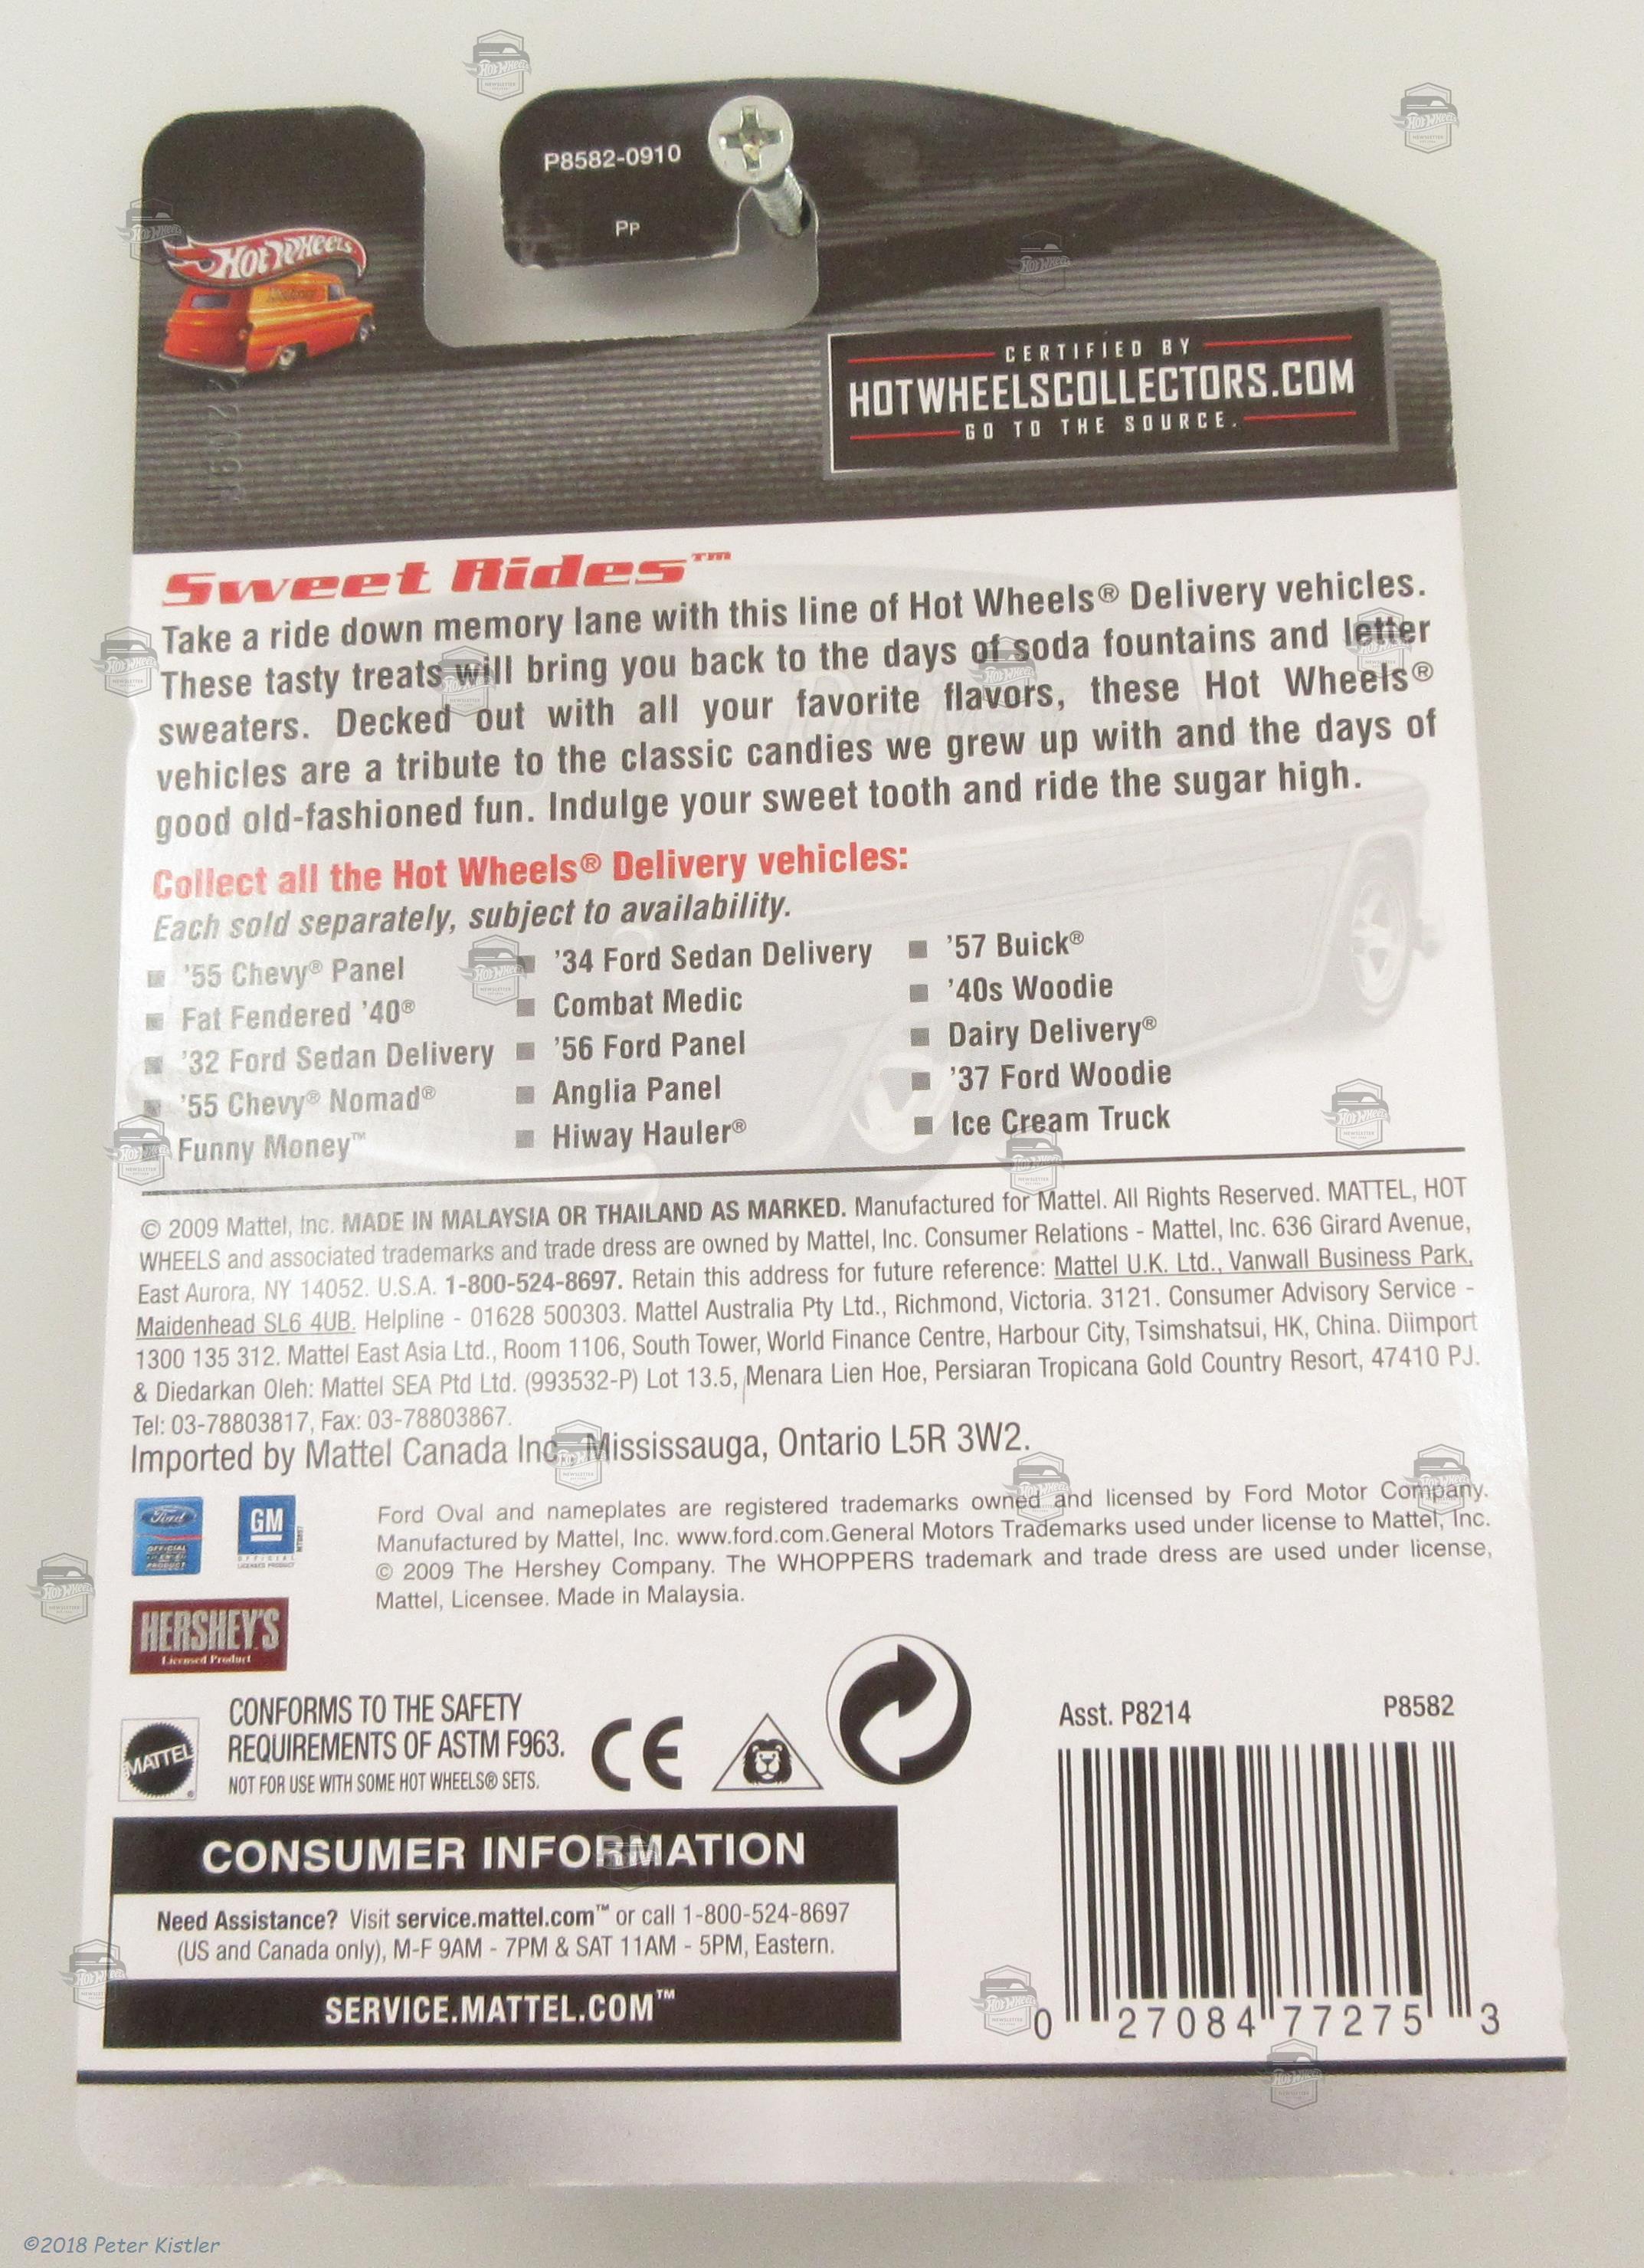 P8582-0910
Pp
HOT WHEELS
CERTIFIED BY
HOTWHEELSCOLLECTORS.COM
GO TO THE SOURCE.
Sweet Rides™
Take a ride down memory lane with this line of Hot Wheels® Delivery vehicles.
These tasty treats will bring you back to the days of soda fountains and letter
sweaters. Decked out with all your favorite flavors, these Hot Wheels®
vehicles are a tribute to the classic candies we grew up with and the days of
good old-fashioned fun. Indulge your sweet tooth and ride the sugar high.
Collect all the Hot Wheels® Delivery vehicles:
Each sold separately, subject to availability.
■ '55 Chevy® Panel
■ Fat Fendered '40®
■ '32 Ford Sedan Delivery
■ '55 Chevy® Nomad®
■ Funny Money™
■ '34 Ford Sedan Delivery
■ Combat Medic
■ '56 Ford Panel
■ Anglia Panel
■ Hiway Hauler®
■ '57 Buick®
■ '40s Woodie
■ Dairy Delivery®
■ '37 Ford Woodie
■ Ice Cream Truck
© 2009 Mattel, Inc. MADE IN MALAYSIA OR THAILAND AS MARKED. Manufactured for Mattel. All Rights Reserved. MATTEL, HOT
WHEELS and associated trademarks and trade dress are owned by Mattel, Inc. Consumer Relations - Mattel, Inc. 636 Girard Avenue,
East Aurora, NY 14052. U.S.A. 1-800-524-8697. Retain this address for future reference: Mattel U.K. Ltd., Vanwall Business Park,
Maidenhead SL6 4UB. Helpline - 01628 500303. Mattel Australia Pty Ltd., Richmond, Victoria. 3121. Consumer Advisory Service -
1300 135 312. Mattel East Asia Ltd., Room 1106, South Tower, World Finance Centre, Harbour City, Tsimshatsui, HK, China. Diimport
& Diedarkan Oleh: Mattel SEA Ptd Ltd. (993532-P) Lot 13.5, Menara Lien Hoe, Persiaran Tropicana Gold Country Resort, 47410 PJ.
Tel: 03-78803817, Fax: 03-78803867.
Imported by Mattel Canada Inc. Mississauga, Ontario L5R 3W2.
Ford
OFFICIAL
LICENSED
PRODUCT
GM
OFFICIAL
LICENSED PRODUCT
Ford Oval and nameplates are registered trademarks owned and licensed by Ford Motor Company.
Manufactured by Mattel, Inc. www.ford.com.General Motors Trademarks used under license to Mattel, Inc.
© 2009 The Hershey Company. The WHOPPERS trademark and trade dress are used under license,
Mattel, Licensee. Made in Malaysia.
HERSHEY'S
Licensed Product
MATTEL
CONFORMS TO THE SAFETY
REQUIREMENTS OF ASTM F963.
NOT FOR USE WITH SOME HOT WHEELS® SETS.
CE
Asst. P8214 P8582
CONSUMER INFORMATION
Need Assistance? Visit service.mattel.com™ or call 1-800-524-8697
(US and Canada only), M-F 9AM - 7PM & SAT 11AM - 5PM, Eastern.
SERVICE.MATTEL.COM™
0 27084 77275 3
©2018 Peter Kistler